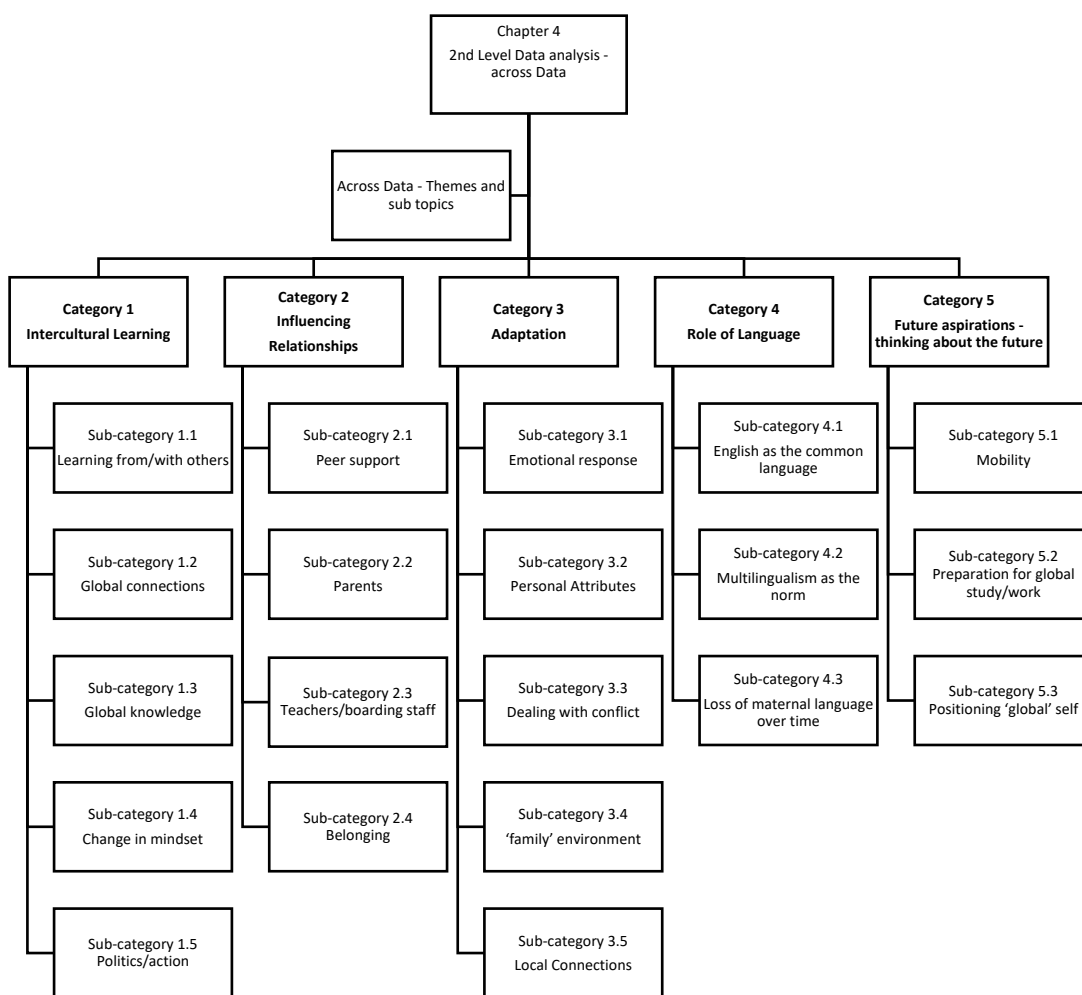 Chapter 4
2nd Level Data analysis -
across Data
Across Data - Themes and
sub topics
Category 1
Intercultural Learning
Category 2
Influencing
Relationships
Category 3
Adaptation
Category 4
Role of Language
Category 5
Future aspirations -
thinking about the future
Sub-category 1.1
Learning from/with others
Sub-category 1.2
Global connections
Sub-category 1.3
Global knowledge
Sub-category 1.4
Change in mindset
Sub-category 1.5
Politics/action
Sub-cateogry 2.1
Peer support
Sub-category 2.2
Parents
Sub-category 2.3
Teachers/boarding staff
Sub-category 2.4
Belonging
Sub-category 3.1
Emotional response
Sub-category 3.2
Personal Attributes
Sub-category 3.3
Dealing with conflict
Sub-category 3.4
‘family’ environment
Sub-category 3.5
Local Connections
Sub-category 4.1
English as the common
language
Sub-category 4.2
Multilingualism as the
norm
Sub-category 4.3
Loss of maternal language
over time
Sub-category 5.1
Mobility
Sub-category 5.2
Preparation for global
study/work
Sub-category 5.3
Positioning ‘global’ self